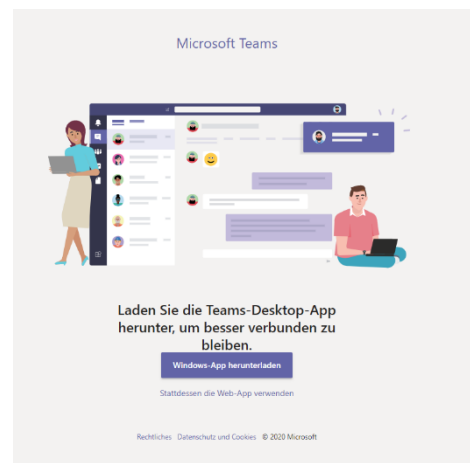 Microsoft Teams
Laden Sie die Teams-Desktop-App
herunter, um besser verbunden zu
bleiben.
Windows-App herunterladen
Stattdessen die Web-App verwenden
Rechtliches Datenschutz und Cookies © 2020 Microsoft